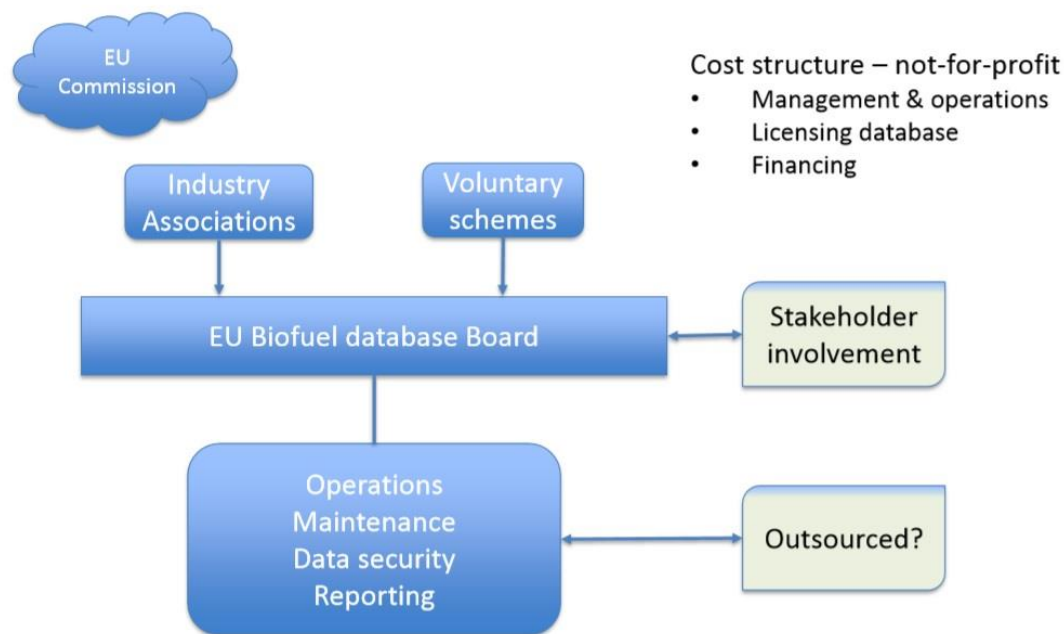 EU
Commission
Cost structure – not-for-profit
• Management & operations
• Licensing database
• Financing
Industry
Associations
Voluntary
schemes
EU Biofuel database Board
Stakeholder
involvement
Operations
Maintenance
Data security
Reporting
Outsourced?